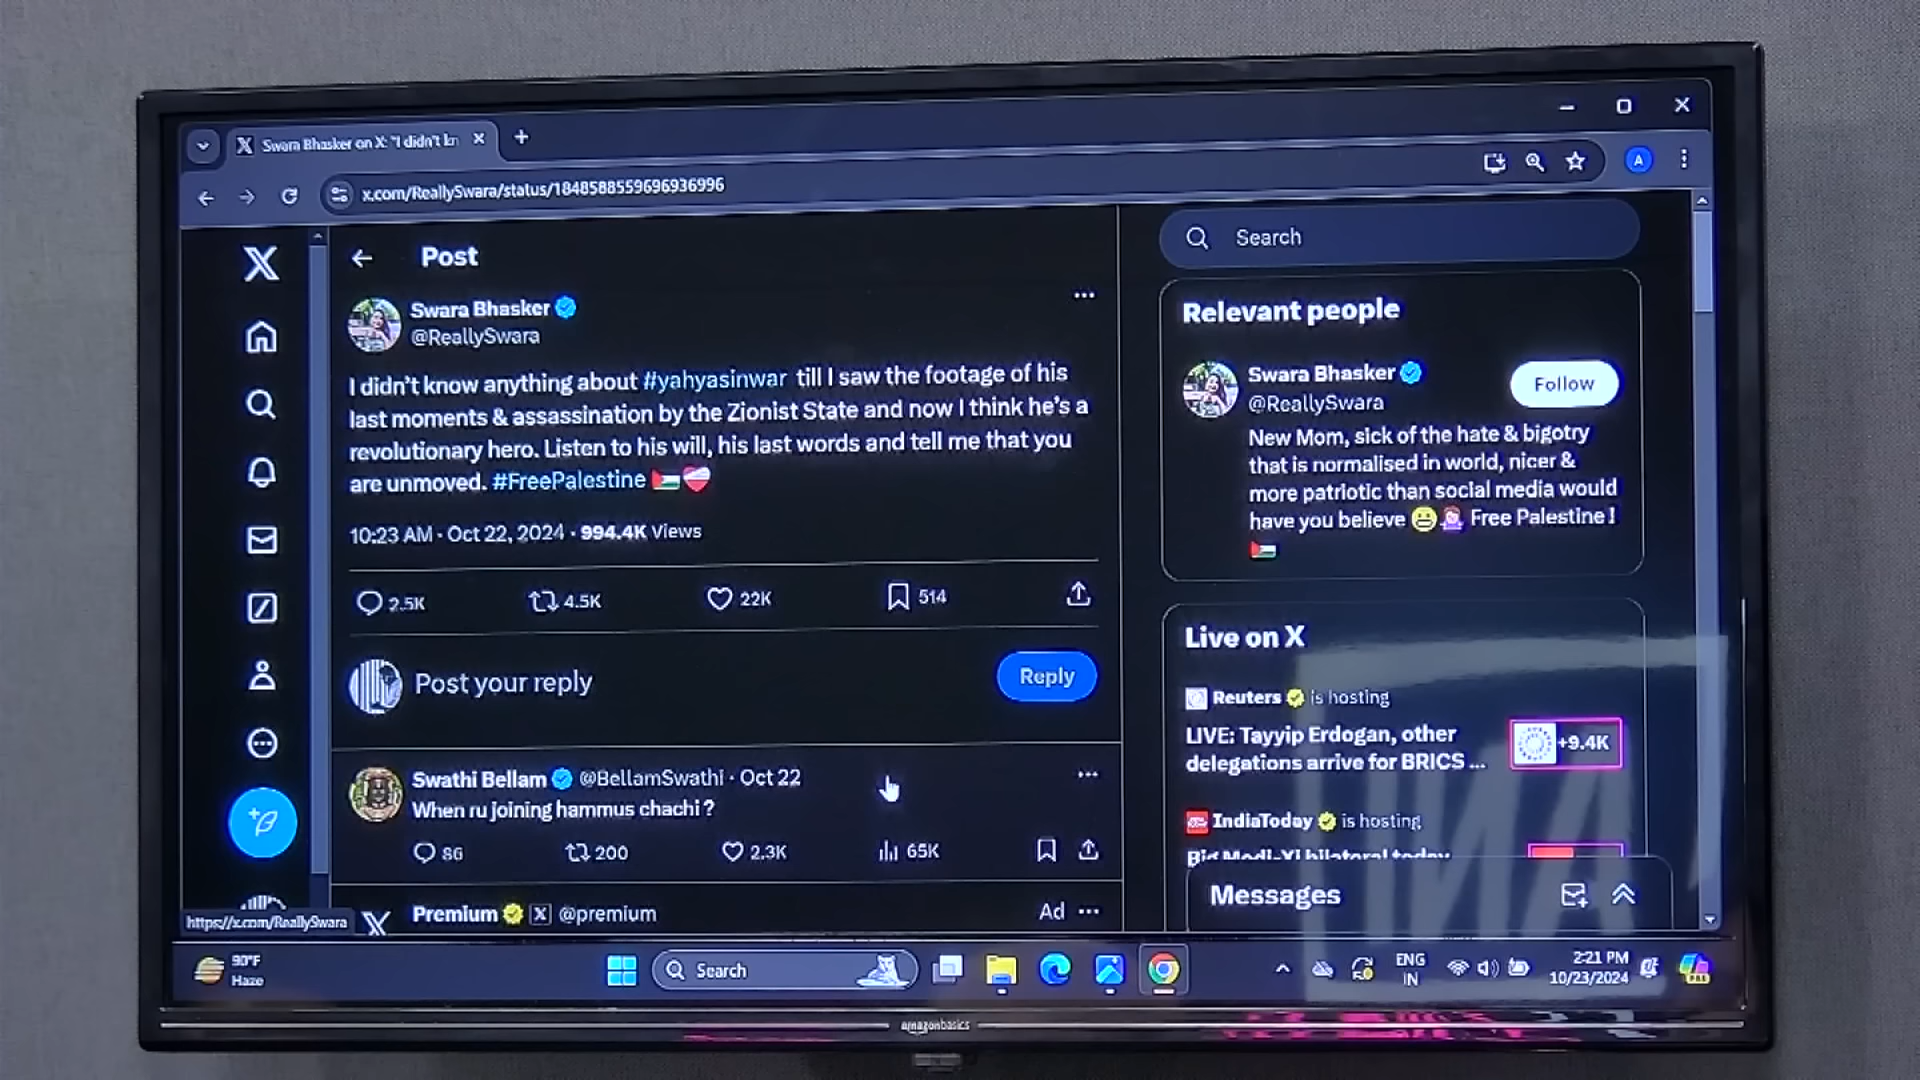 Swara Bhasker on X: "I didn't kn
x.com/ReallySwara/status/1848588559696936996
A
Post
Swara Bhasker
@ReallySwara
I didn't know anything about #yahyasinwar till I saw the footage of his
last moments & assassination by the Zionist State and now I think he's a
revolutionary hero. Listen to his will, his last words and tell me that you
are unmoved. #FreePalestine
10:23 AM · Oct 22, 2024 · 994.4K Views
2.5K 4.5K 22K 514
Post your reply
Reply
Swathi Bellam @BellamSwathi · Oct 22
When ru joining hammus chachi?
86 200 2.3K 65K
Premium @premium
Ad
https://x.com/ReallySwara
Search
Relevant people
Swara Bhasker
@ReallySwara
Follow
New Mom, sick of the hate & bigotry
that is normalised in world, nicer &
more patriotic than social media would
have you believe Free Palestine!
Live on X
Reuters is hosting
LIVE: Tayyip Erdogan, other
delegations arrive for BRICS ...
+9.4K
IndiaToday is hosting
Big Modi-Xi bilateral today
Messages
90°F
Haze
Search
ENG
IN
2:21 PM
10/23/2024
amazonbasics